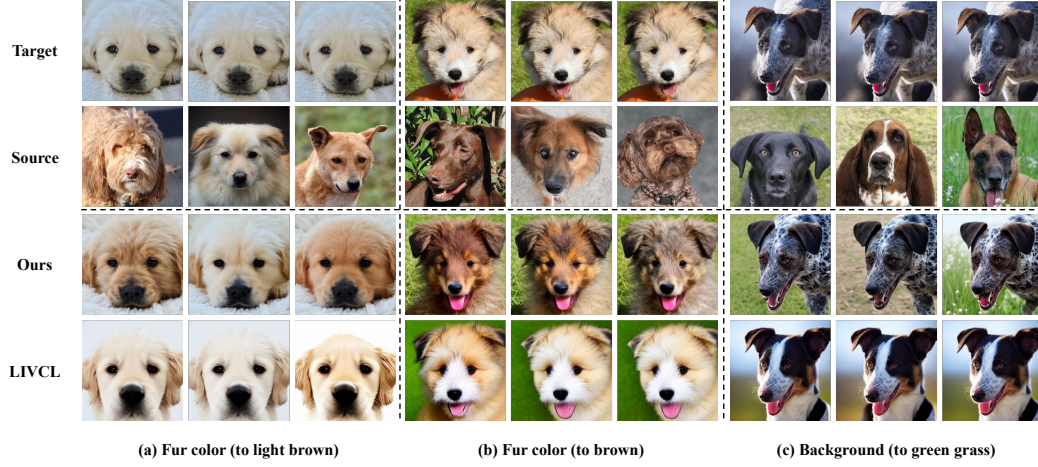 Target
Source
Ours
LIVCL
(a) Fur color (to light brown)
(b) Fur color (to brown)
(c) Background (to green grass)